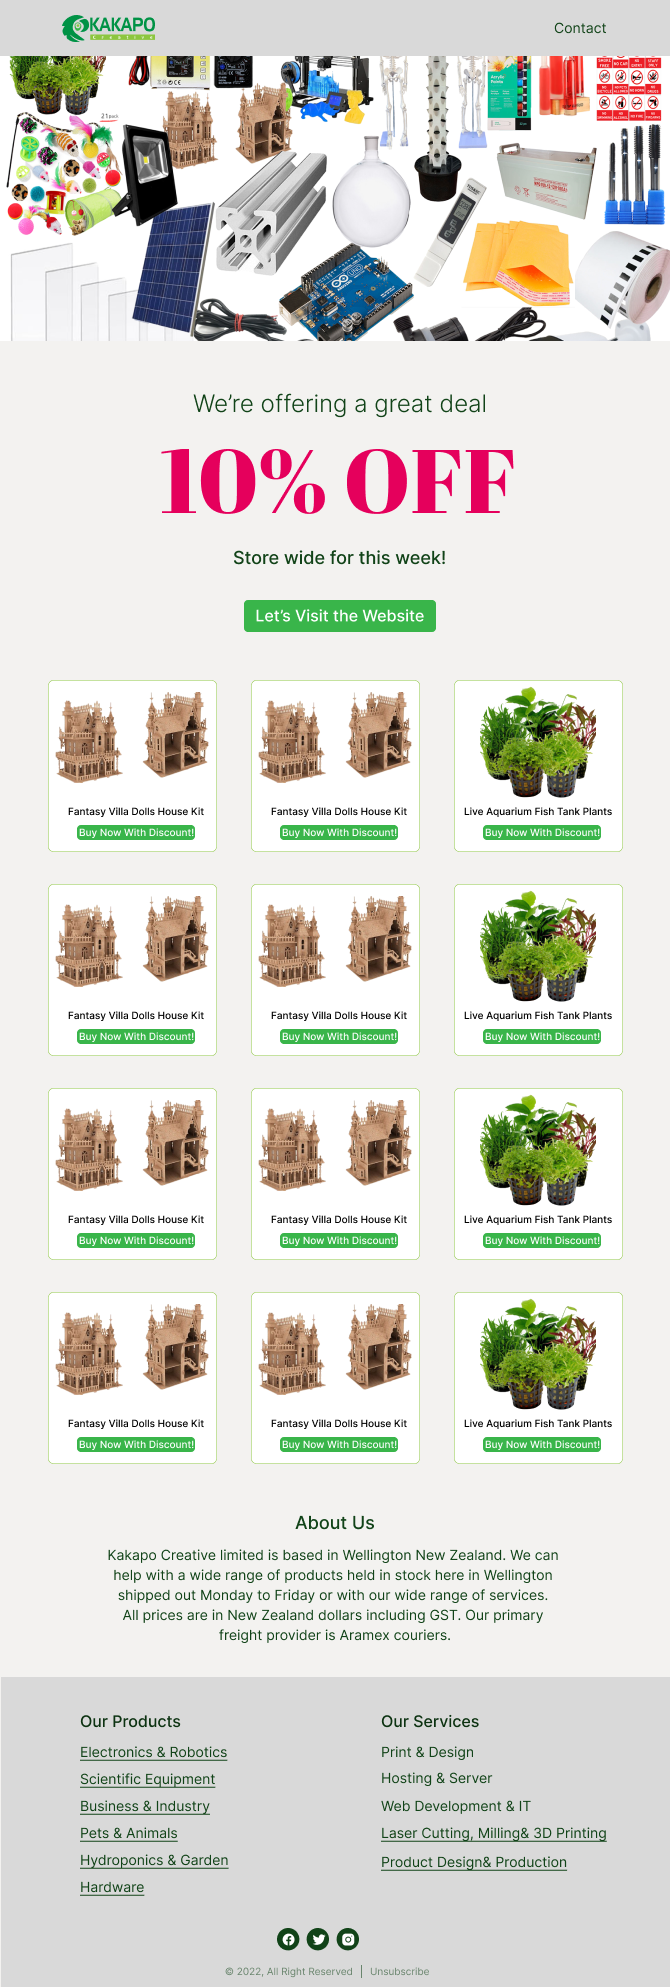 KAKAPO
Creative
Contact
21pack
We're offering a great deal
10% OFF
Store wide for this week!
Let's Visit the Website
Fantasy Villa Dolls House Kit
Buy Now With Discount!
Fantasy Villa Dolls House Kit
Buy Now With Discount!
Live Aquarium Fish Tank Plants
Buy Now With Discount!
Fantasy Villa Dolls House Kit
Buy Now With Discount!
Fantasy Villa Dolls House Kit
Buy Now With Discount!
Live Aquarium Fish Tank Plants
Buy Now With Discount!
Fantasy Villa Dolls House Kit
Buy Now With Discount!
Fantasy Villa Dolls House Kit
Buy Now With Discount!
Live Aquarium Fish Tank Plants
Buy Now With Discount!
Fantasy Villa Dolls House Kit
Buy Now With Discount!
Fantasy Villa Dolls House Kit
Buy Now With Discount!
Live Aquarium Fish Tank Plants
Buy Now With Discount!
About Us
Kakapo Creative limited is based in Wellington New Zealand. We can
help with a wide range of products held in stock here in Wellington
shipped out Monday to Friday or with our wide range of services.
All prices are in New Zealand dollars including GST. Our primary
freight provider is Aramex couriers.
Our Products
Electronics & Robotics
Scientific Equipment
Business & Industry
Pets & Animals
Hydroponics & Garden
Hardware
Our Services
Print & Design
Hosting & Server
Web Development & IT
Laser Cutting, Milling& 3D Printing
Product Design& Production
© 2022, All Right Reserved | Unsubscribe